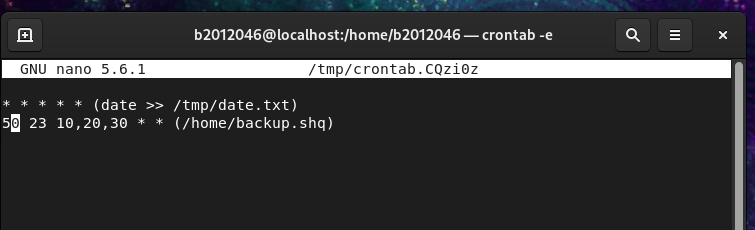 b2012046@localhost:/home/b2012046 — crontab -e
GNU nano 5.6.1 /tmp/crontab.CQzi0z
* * * * * (date >> /tmp/date.txt)
50 23 10,20,30 * * (/home/backup.shq)